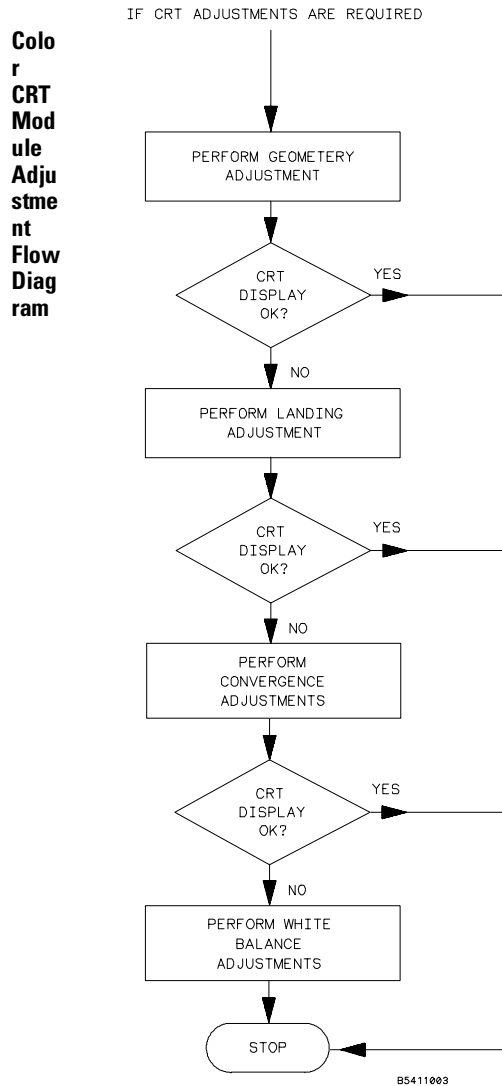 IF CRT ADJUSTMENTS ARE REQUIRED
Colo
r
CRT
Mod
ule
Adju
stme
nt
Flow
Diag
ram
PERFORM GEOMETERY
ADJUSTMENT
CRT
DISPLAY
OK?
YES
NO
PERFORM LANDING
ADJUSTMENT
CRT
DISPLAY
OK?
YES
NO
PERFORM
CONVERGENCE
ADJUSTMENTS
CRT
DISPLAY
OK?
YES
NO
PERFORM WHITE
BALANCE
ADJUSTMENTS
STOP
B5411003